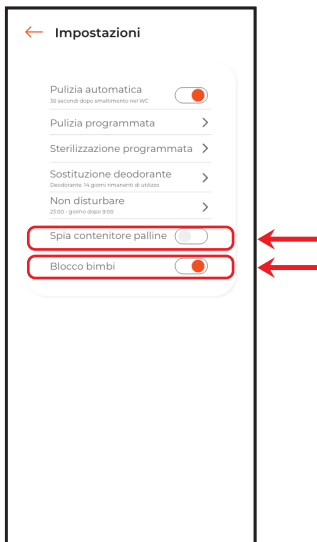 Impostazioni
Pulizia automatica
30 secondi dopo smaltimento nel WC
Pulizia programmata
Sterilizzazione programmata
Sostituzione deodorante
Deodorante: 14 giorni rimanenti di utilizzo
Non disturbare
23:00 - giorno dopo 9:00
Spia contenitore palline
Blocco bimbi